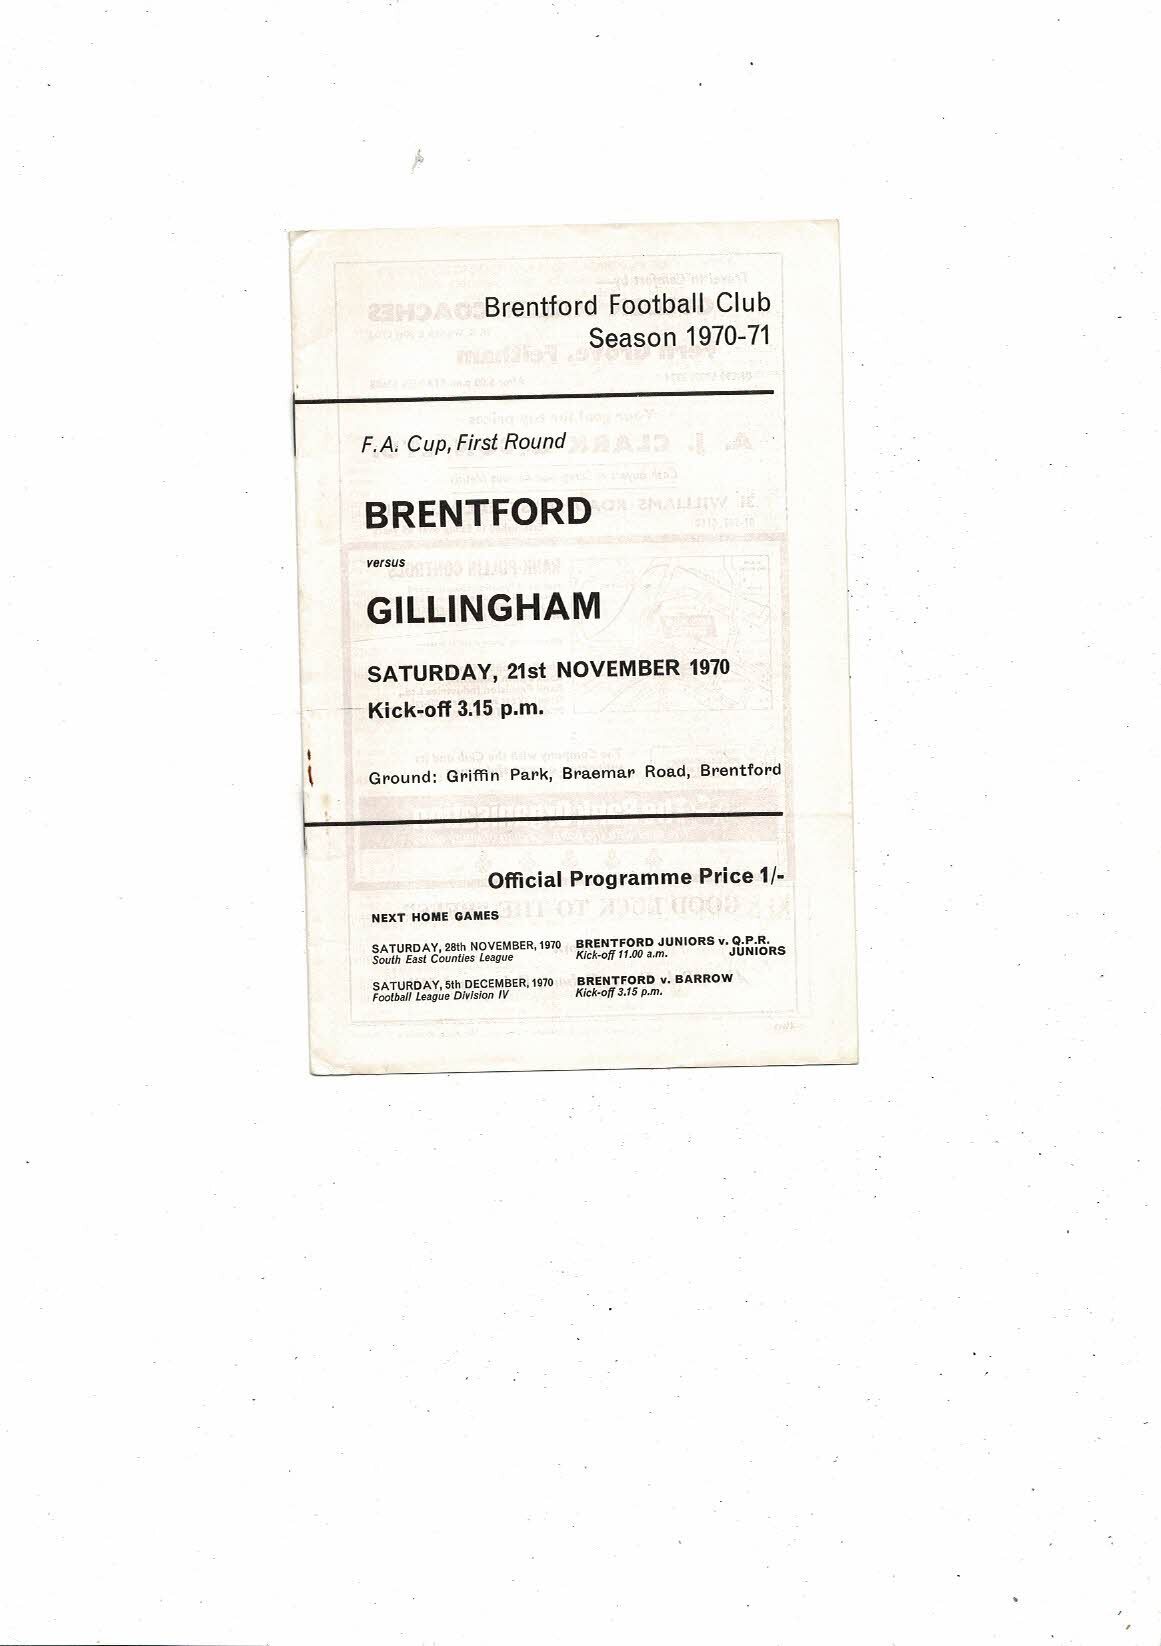 Brentford Football Club
Season 1970-71
F.A. Cup, First Round
BRENTFORD
versus
GILLINGHAM
SATURDAY, 21st NOVEMBER 1970
Kick-off 3.15 p.m.
Ground: Griffin Park, Braemar Road, Brentford
Official Programme Price 1/-
NEXT HOME GAMES
SATURDAY, 28th NOVEMBER, 1970 BRENTFORD JUNIORS v. Q.P.R. JUNIORS
South East Counties League Kick-off 11.00 a.m.
SATURDAY, 5th DECEMBER, 1970 BRENTFORD v. BARROW
Football League Division IV Kick-off 3.15 p.m.